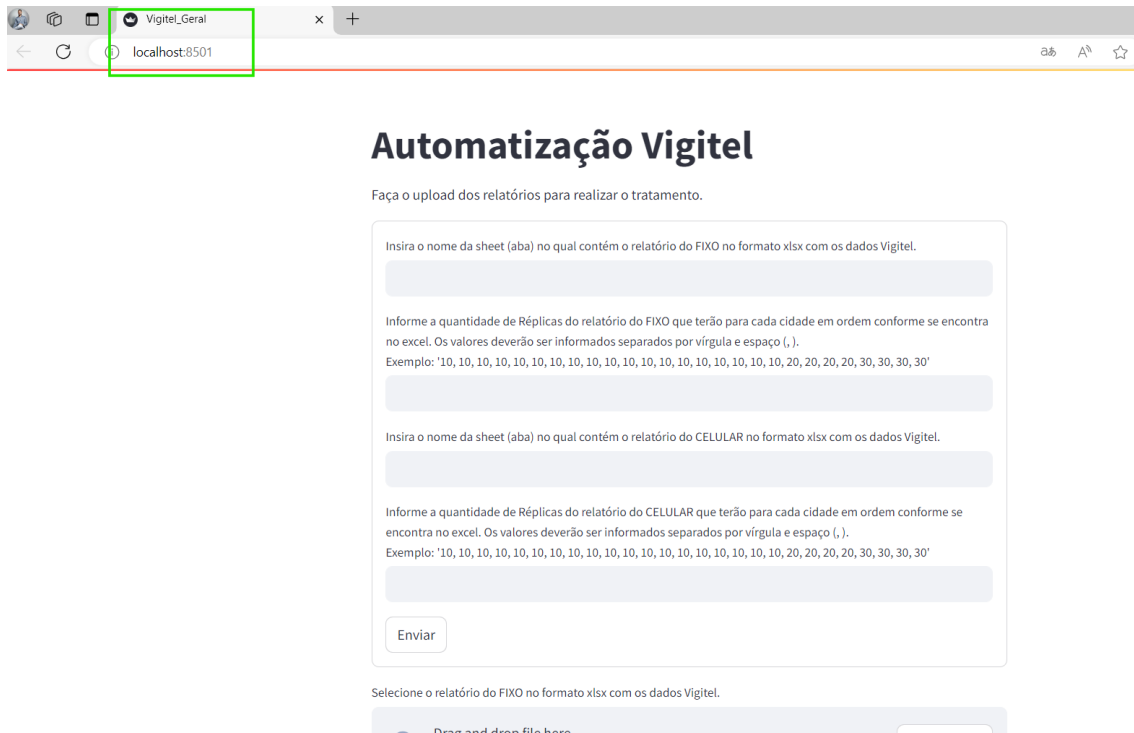 Vigitel_Geral
localhost:8501
Automatização Vigitel
Faça o upload dos relatórios para realizar o tratamento.
Insira o nome da sheet (aba) no qual contém o relatório do FIXO no formato xlsx com os dados Vigitel.
Informe a quantidade de Réplicas do relatório do FIXO que terão para cada cidade em ordem conforme se encontra
no excel. Os valores deverão ser informados separados por vírgula e espaço (, ).
Exemplo: '10, 10, 10, 10, 10, 10, 10, 10, 10, 10, 10, 10, 10, 10, 10, 10, 10, 10, 10, 20, 20, 20, 20, 30, 30, 30, 30'
Insira o nome da sheet (aba) no qual contém o relatório do CELULAR no formato xlsx com os dados Vigitel.
Informe a quantidade de Réplicas do relatório do CELULAR que terão para cada cidade em ordem conforme se
encontra no excel. Os valores deverão ser informados separados por vírgula e espaço (, ).
Exemplo: '10, 10, 10, 10, 10, 10, 10, 10, 10, 10, 10, 10, 10, 10, 10, 10, 10, 10, 10, 20, 20, 20, 20, 30, 30, 30, 30'
Enviar
Selecione o relatório do FIXO no formato xlsx com os dados Vigitel.
Drag and drop file here